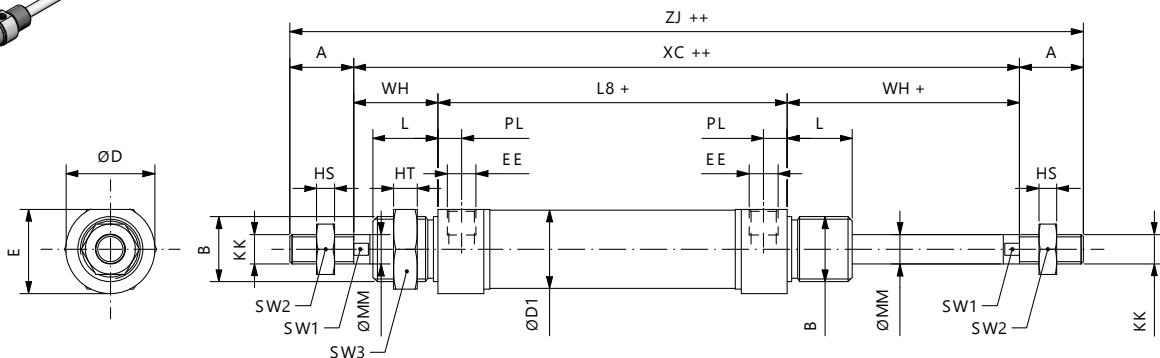 ZJ ++
A
XC ++
A
WH
L8 +
WH +
L
PL
PL
L
ØD
HS
HT
EE
EE
HS
E
B
KK
SW2
SW1
SW3
ØMM
ØD1
B
ØMM
SW1
SW2
KK